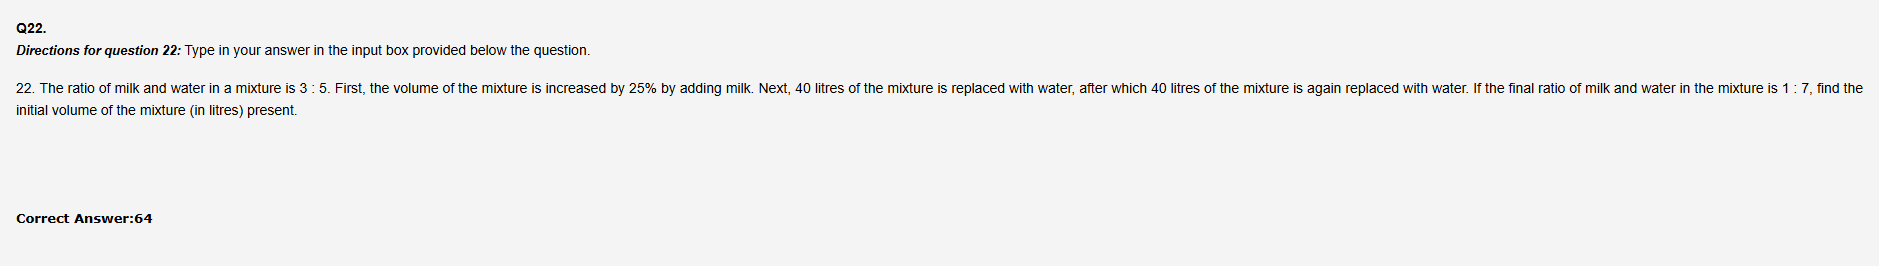 Q22.
Directions for question 22: Type in your answer in the input box provided below the question.
22. The ratio of milk and water in a mixture is 3 : 5. First, the volume of the mixture is increased by 25% by adding milk. Next, 40 litres of the mixture is replaced with water, after which 40 litres of the mixture is again replaced with water. If the final ratio of milk and water in the mixture is 1 : 7, find the
initial volume of the mixture (in litres) present.
Correct Answer:64